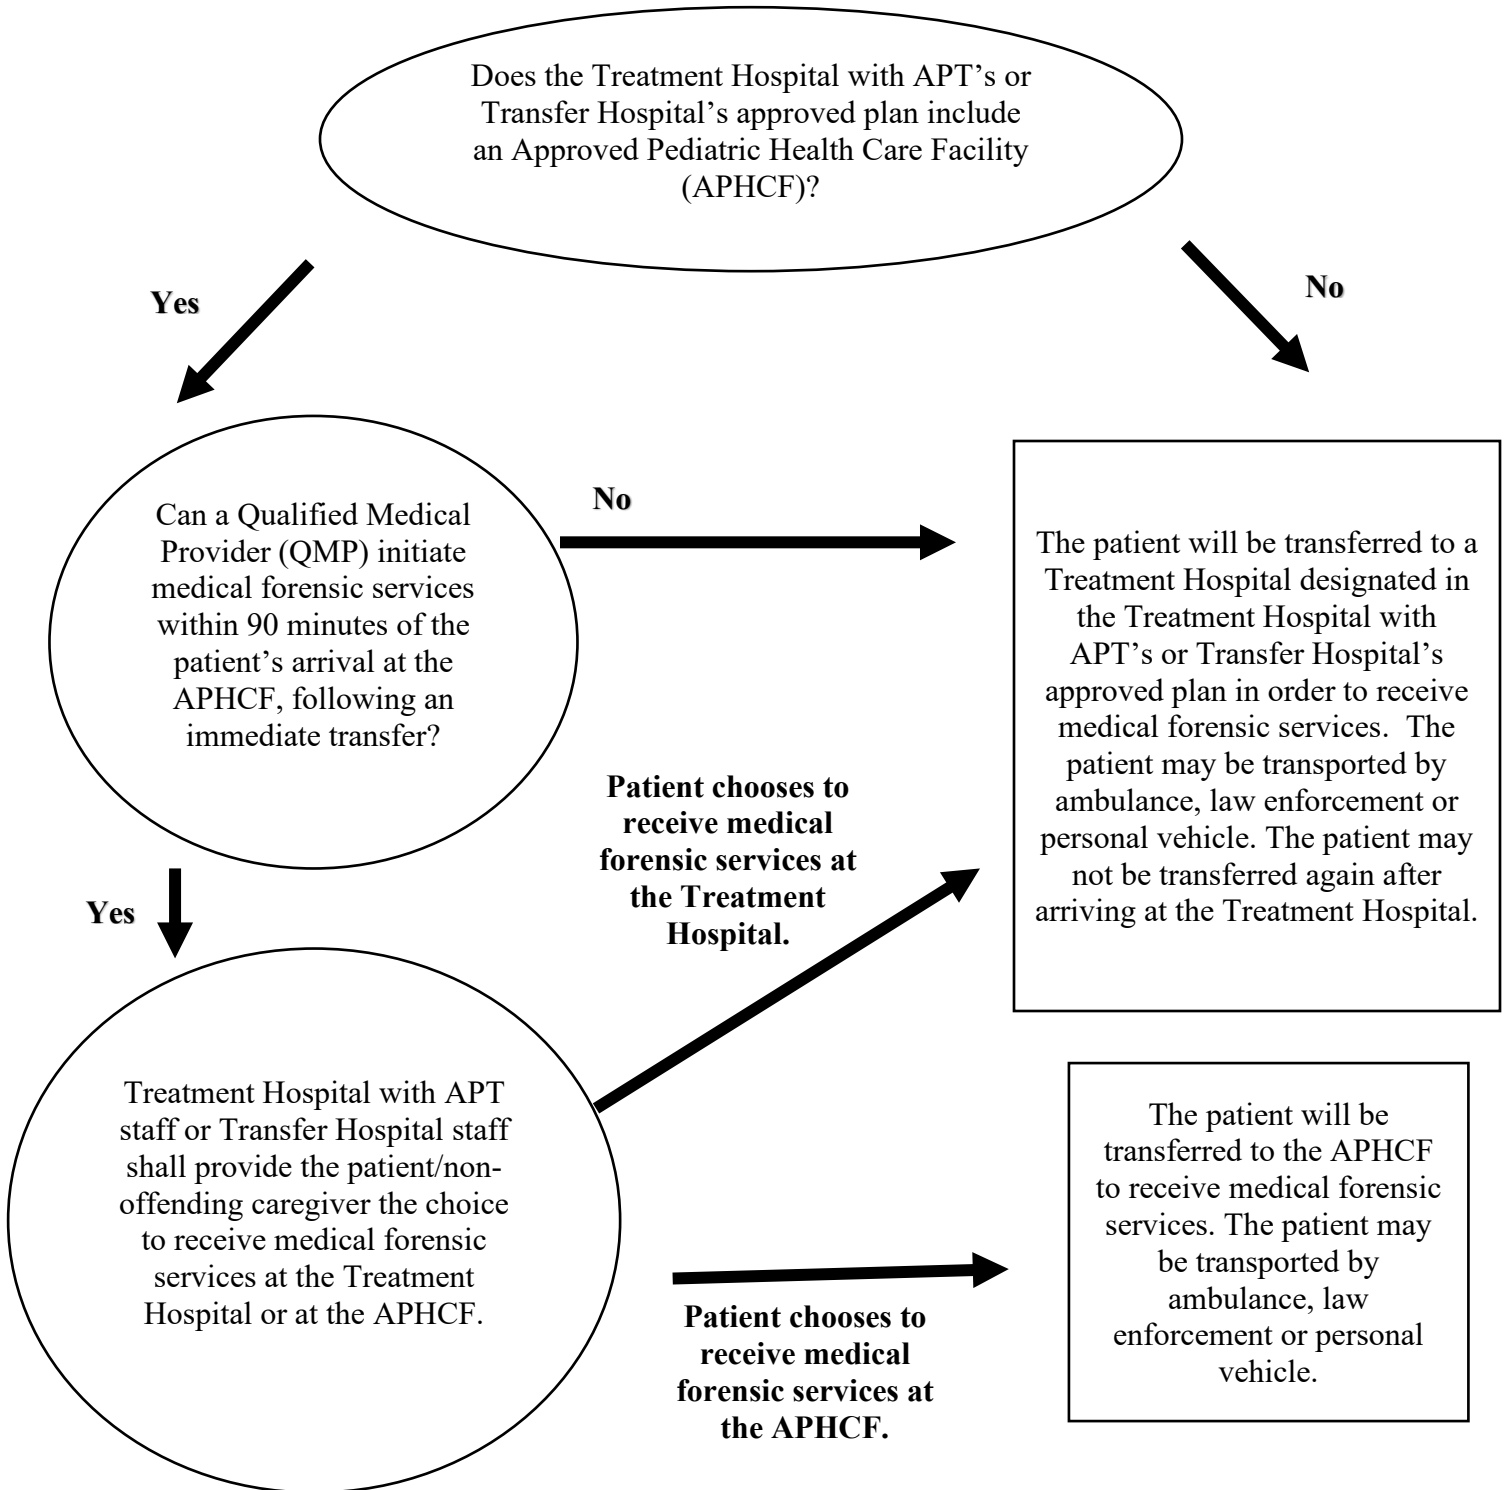 Does the Treatment Hospital with APT’s or
Transfer Hospital’s approved plan include
an Approved Pediatric Health Care Facility
(APHCF)?
Yes
No
Can a Qualified Medical
Provider (QMP) initiate
medical forensic services
within 90 minutes of the
patient’s arrival at the
APHCF, following an
immediate transfer?
No
The patient will be transferred to a
Treatment Hospital designated in
the Treatment Hospital with
APT’s or Transfer Hospital’s
approved plan in order to receive
medical forensic services.  The
patient may be transported by
ambulance, law enforcement or
personal vehicle. The patient may
not be transferred again after
arriving at the Treatment Hospital.
Patient chooses to
receive medical
forensic services at
the Treatment
Hospital.
Yes
Treatment Hospital with APT
staff or Transfer Hospital staff
shall provide the patient/non-
offending caregiver the choice
to receive medical forensic
services at the Treatment
Hospital or at the APHCF.
Patient chooses to
receive medical
forensic services at
the APHCF.
The patient will be
transferred to the APHCF
to receive medical forensic
services. The patient may
be transported by
ambulance, law
enforcement or personal
vehicle.